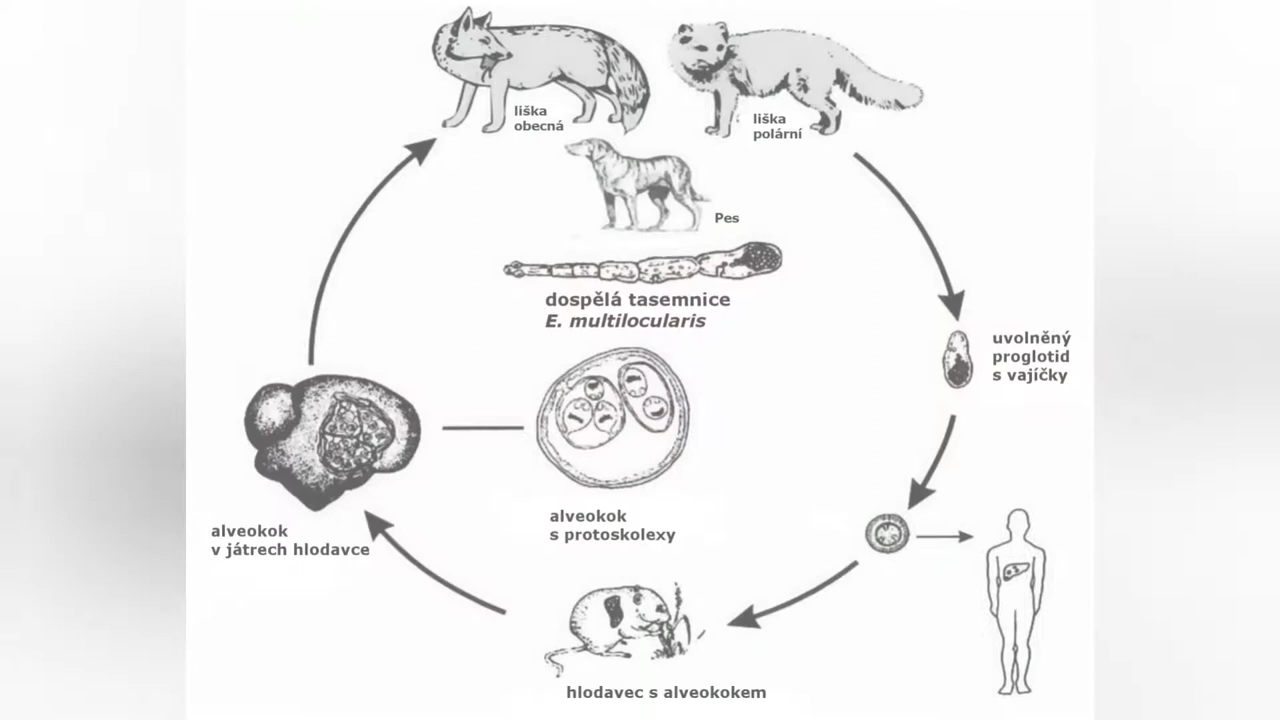 liška
obecná
liška
polární
Pes
dospělá tasemnice
E. multilocularis
uvolněný
proglotid
s vajíčky
alveokok
s protoskolexy
alveokok
v játrech hlodavce
hlodavec s alveokokem